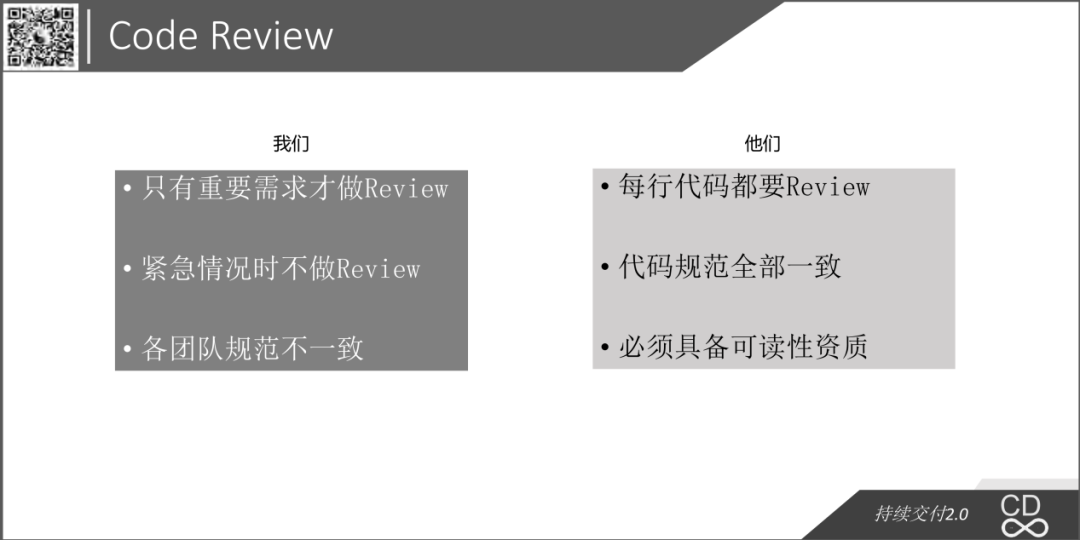 Code Review
我们
• 只有重要需求才做Review
• 紧急情况时不做Review
• 各团队规范不一致
他们
• 每行代码都要Review
• 代码规范全部一致
• 必须具备可读性资质
持续交付2.0
CD